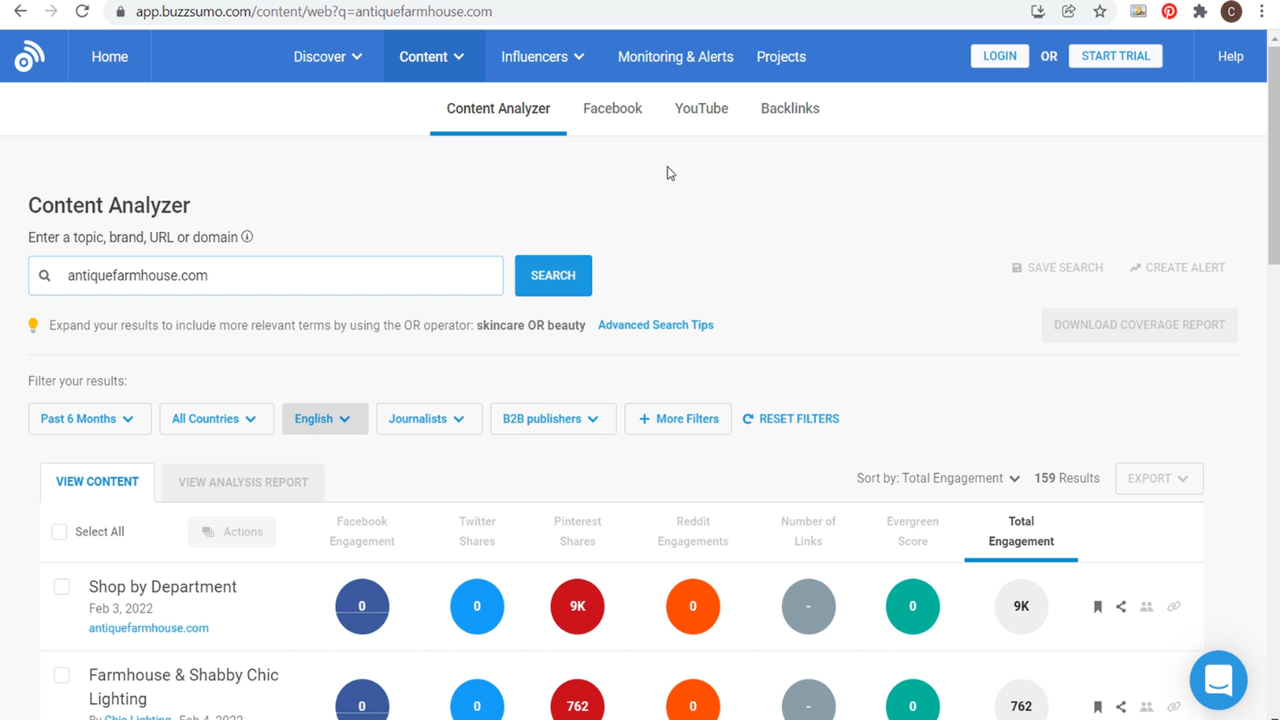 app.buzzsumo.com/content/web?q=antiquefarmhouse.com
C
Home
Discover
Content
Influencers
Monitoring & Alerts
Projects
LOGIN
OR
START TRIAL
Help
Content Analyzer
Facebook
YouTube
Backlinks
Content Analyzer
Enter a topic, brand, URL or domain
antiquefarmhouse.com
SEARCH
SAVE SEARCH
CREATE ALERT
Expand your results to include more relevant terms by using the OR operator: skincare OR beauty Advanced Search Tips
DOWNLOAD COVERAGE REPORT
Filter your results:
Past 6 Months
All Countries
English
Journalists
B2B publishers
+ More Filters
RESET FILTERS
VIEW CONTENT
VIEW ANALYSIS REPORT
Sort by: Total Engagement
159 Results
EXPORT
Select All
Actions
Facebook
Engagement
Twitter
Shares
Pinterest
Shares
Reddit
Engagements
Number of
Links
Evergreen
Score
Total
Engagement
Shop by Department
Feb 3, 2022
antiquefarmhouse.com
0
0
9K
0
-
0
9K
Farmhouse & Shabby Chic
Lighting
By Chic Lighting - Feb 4, 2022
0
0
762
0
-
0
762